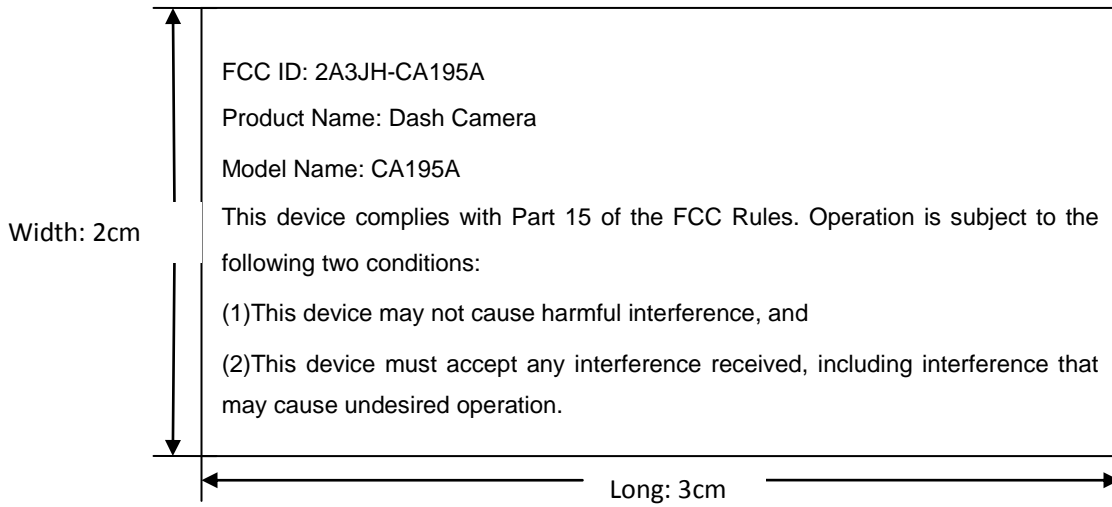 FCC ID: 2A3JH-CA195A
Product Name: Dash Camera
Model Name: CA195A
This device complies with Part 15 of the FCC Rules. Operation is subject to the
following two conditions:
(1)This device may not cause harmful interference, and
(2)This device must accept any interference received, including interference that
may cause undesired operation.
Width: 2cm
Long: 3cm